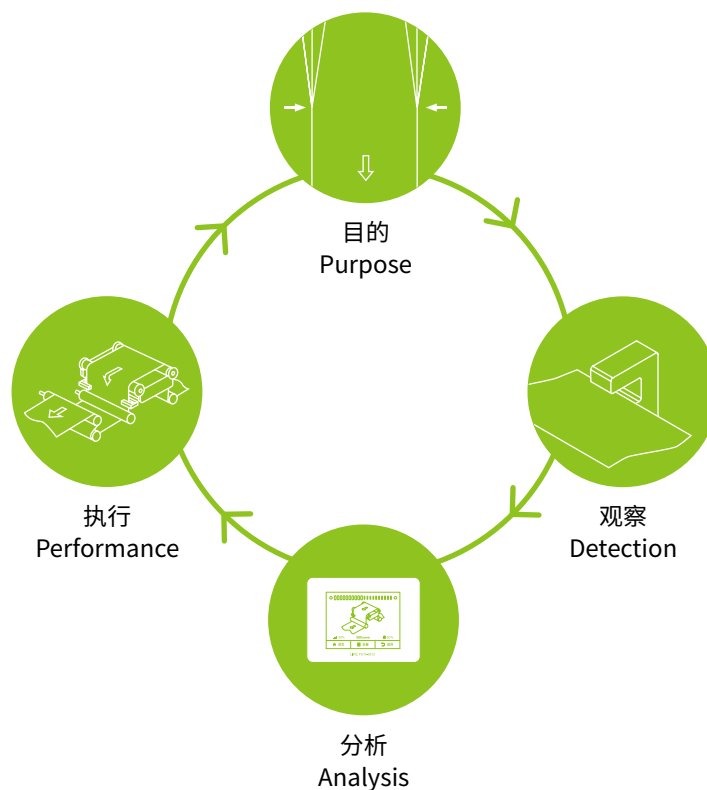 目的
Purpose
执行
Performance
观察
Detection
分析
Analysis